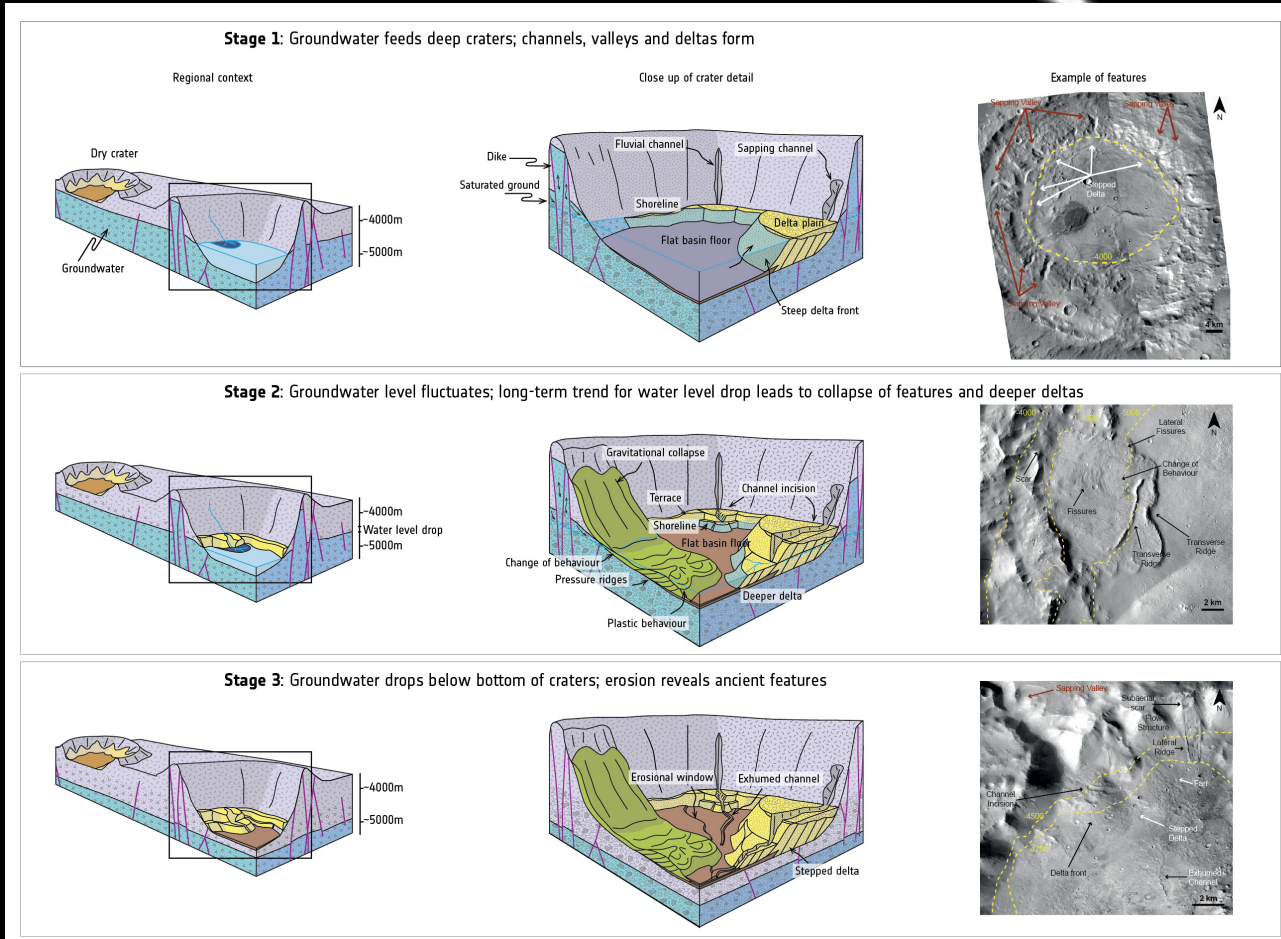 Stage 1: Groundwater feeds deep craters; channels, valleys and deltas form
Regional context
Close up of crater detail
Example of features
Dry crater
Groundwater
~4000m
~5000m
Dike
Saturated ground
Fluvial channel
Sapping channel
Shoreline
Delta plain
Flat basin floor
Steep delta front
Sapping Valley
Sapping Valley
N
Stepped
Delta
-4000
Sapping Valley
4 km
Stage 2: Groundwater level fluctuates; long-term trend for water level drop leads to collapse of features and deeper deltas
~4000m
Water level drop
~5000m
Gravitational collapse
Terrace
Channel incision
Shoreline
Flat basin floor
Change of behaviour
Pressure ridges
Deeper delta
Plastic behaviour
-4000
-5000
N
Lateral
Fissures
Change of
Behaviour
Scar
Fissures
Transverse
Ridge
Transverse
Ridge
2 km
Stage 3: Groundwater drops below bottom of craters; erosion reveals ancient features
~4000m
~5000m
Erosional window
Exhumed channel
Stepped delta
Sapping Valley
Subaerial
scar
N
Flow
Structure
Lateral
Ridge
Fan
Channel
Incision
-4500
Stepped
Delta
Delta front
Exhumed
Channel
2 km